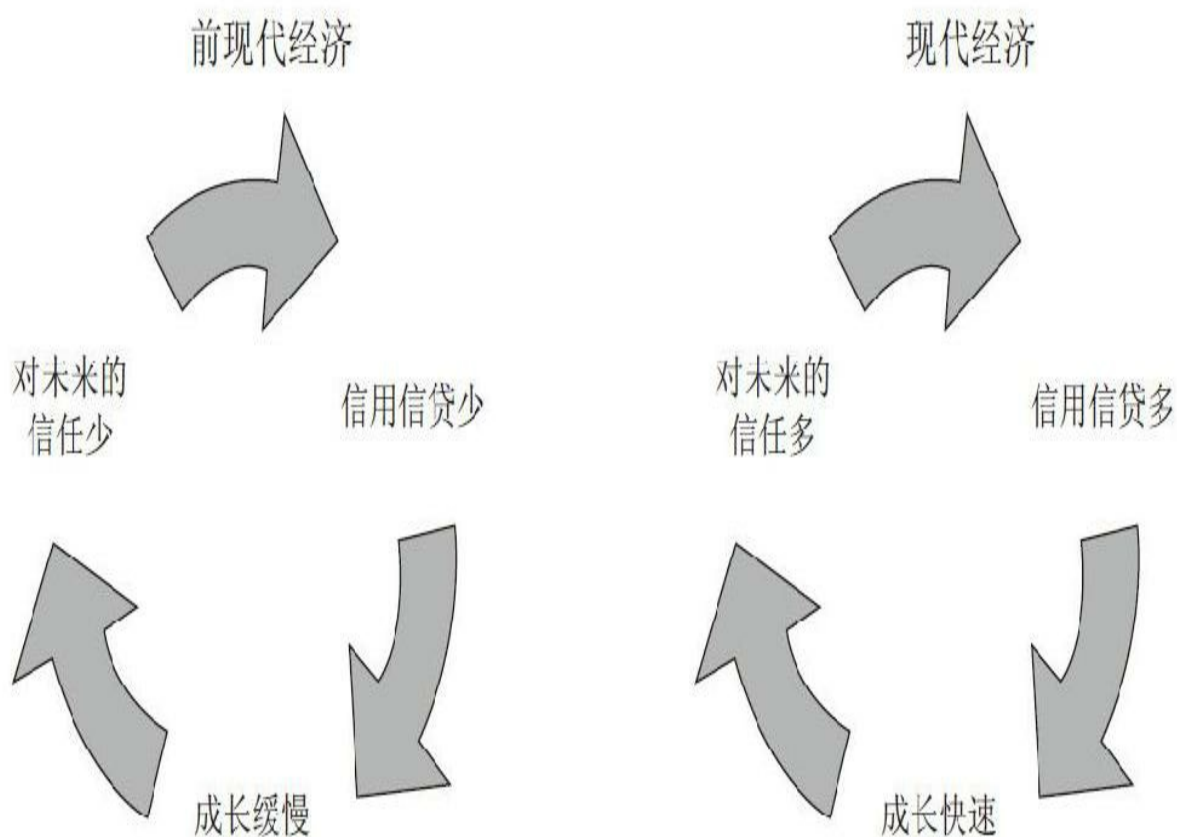 前现代经济
现代经济
对未来的
信任少
信用信贷少
对未来的
信任多
信用信贷多
成长缓慢
成长快速